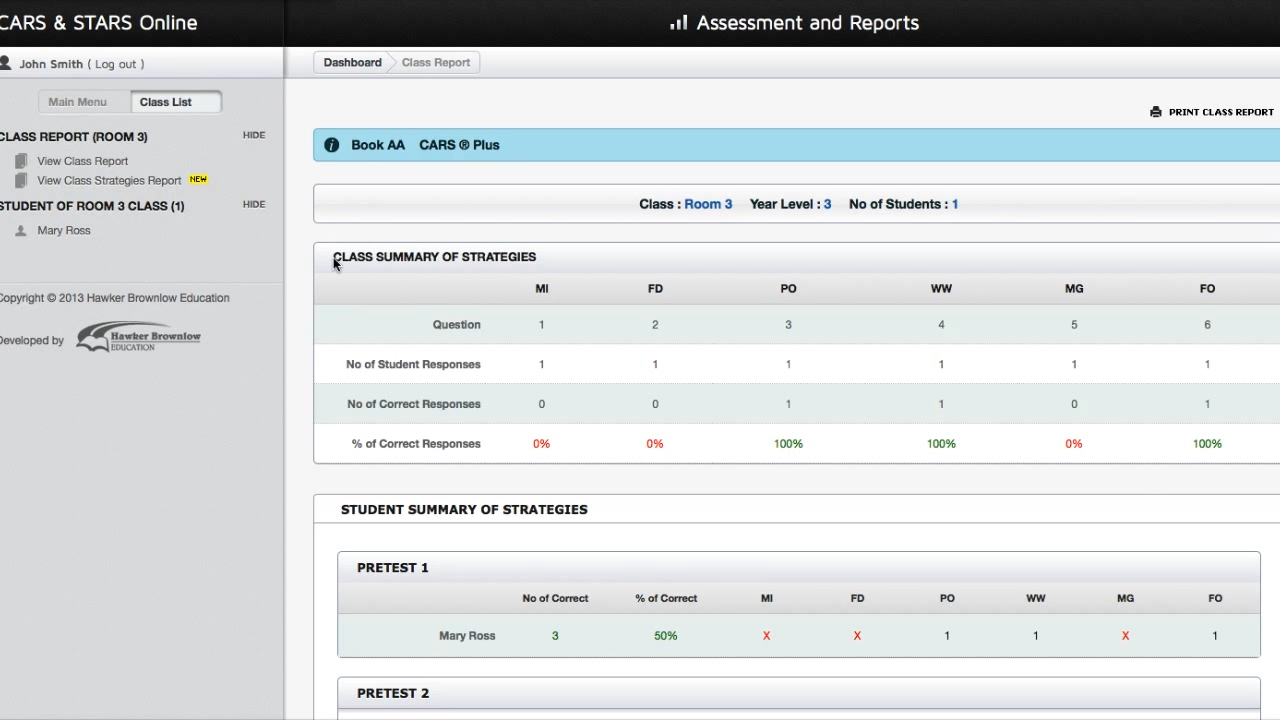 CARS & STARS Online
Assessment and Reports
John Smith ( Log out )
Dashboard Class Report
Main Menu Class List
PRINT CLASS REPORT
CLASS REPORT (ROOM 3) HIDE
View Class Report
View Class Strategies Report NEW
STUDENT OF ROOM 3 CLASS (1) HIDE
Mary Ross
Copyright © 2013 Hawker Brownlow Education
Developed by Hawker Brownlow
EDUCATION
Book AA CARS ® Plus
Class : Room 3 Year Level : 3 No of Students : 1
CLASS SUMMARY OF STRATEGIES
MI FD PO WW MG FO
Question 1 2 3 4 5 6
No of Student Responses 1 1 1 1 1 1
No of Correct Responses 0 0 1 1 0 1
% of Correct Responses 0% 0% 100% 100% 0% 100%
STUDENT SUMMARY OF STRATEGIES
PRETEST 1
No of Correct % of Correct MI FD PO WW MG FO
Mary Ross 3 50% X X 1 1 X 1
PRETEST 2